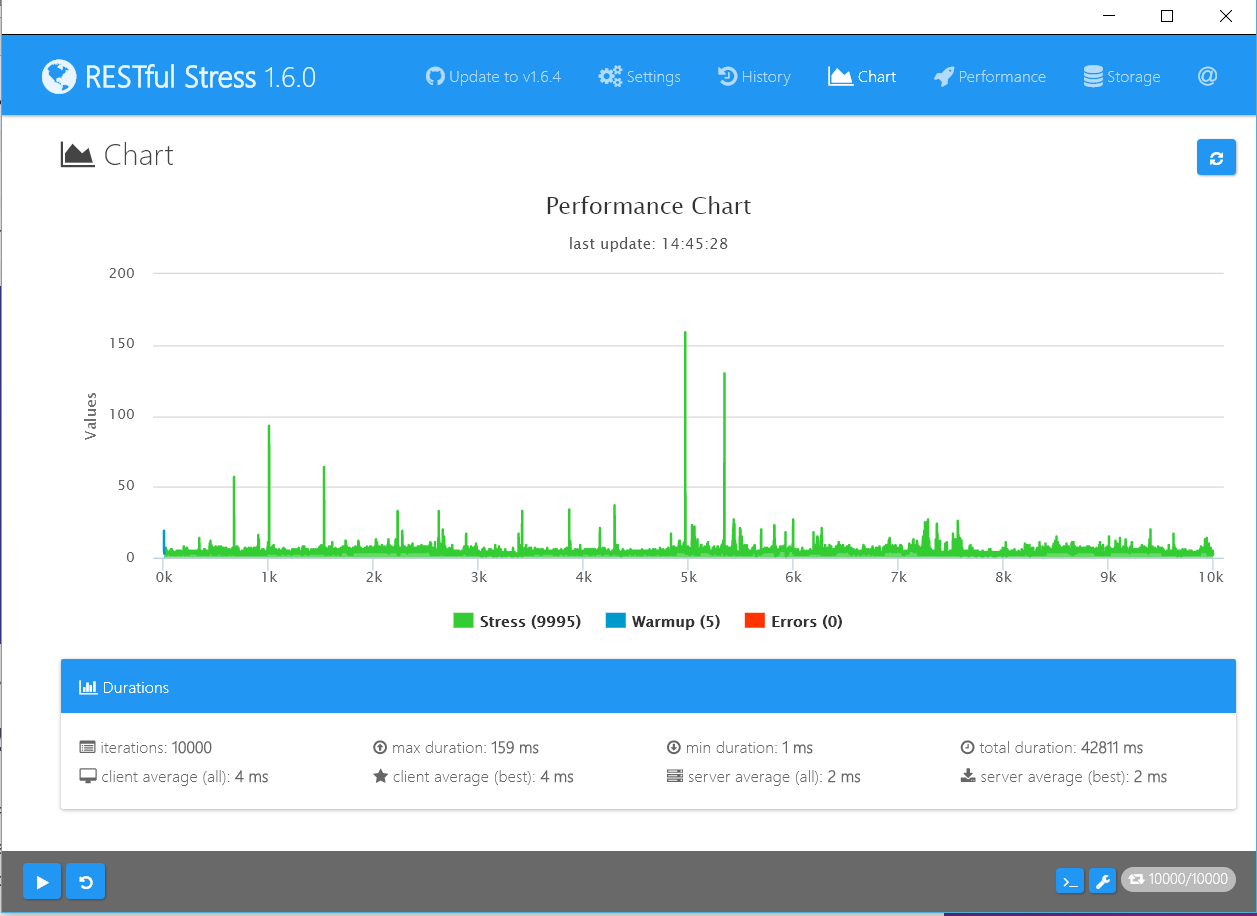 RESTful Stress 1.6.0
Update to v1.6.4 Settings History Chart Performance Storage @
Chart
Performance Chart
last update: 14:45:28
Values
200
150
100
50
0
0k 1k 2k 3k 4k 5k 6k 7k 8k 9k 10k
Stress (9995) Warmup (5) Errors (0)
Durations
iterations: 10000 max duration: 159 ms min duration: 1 ms total duration: 42811 ms
client average (all): 4 ms client average (best): 4 ms server average (all): 2 ms server average (best): 2 ms
10000/10000